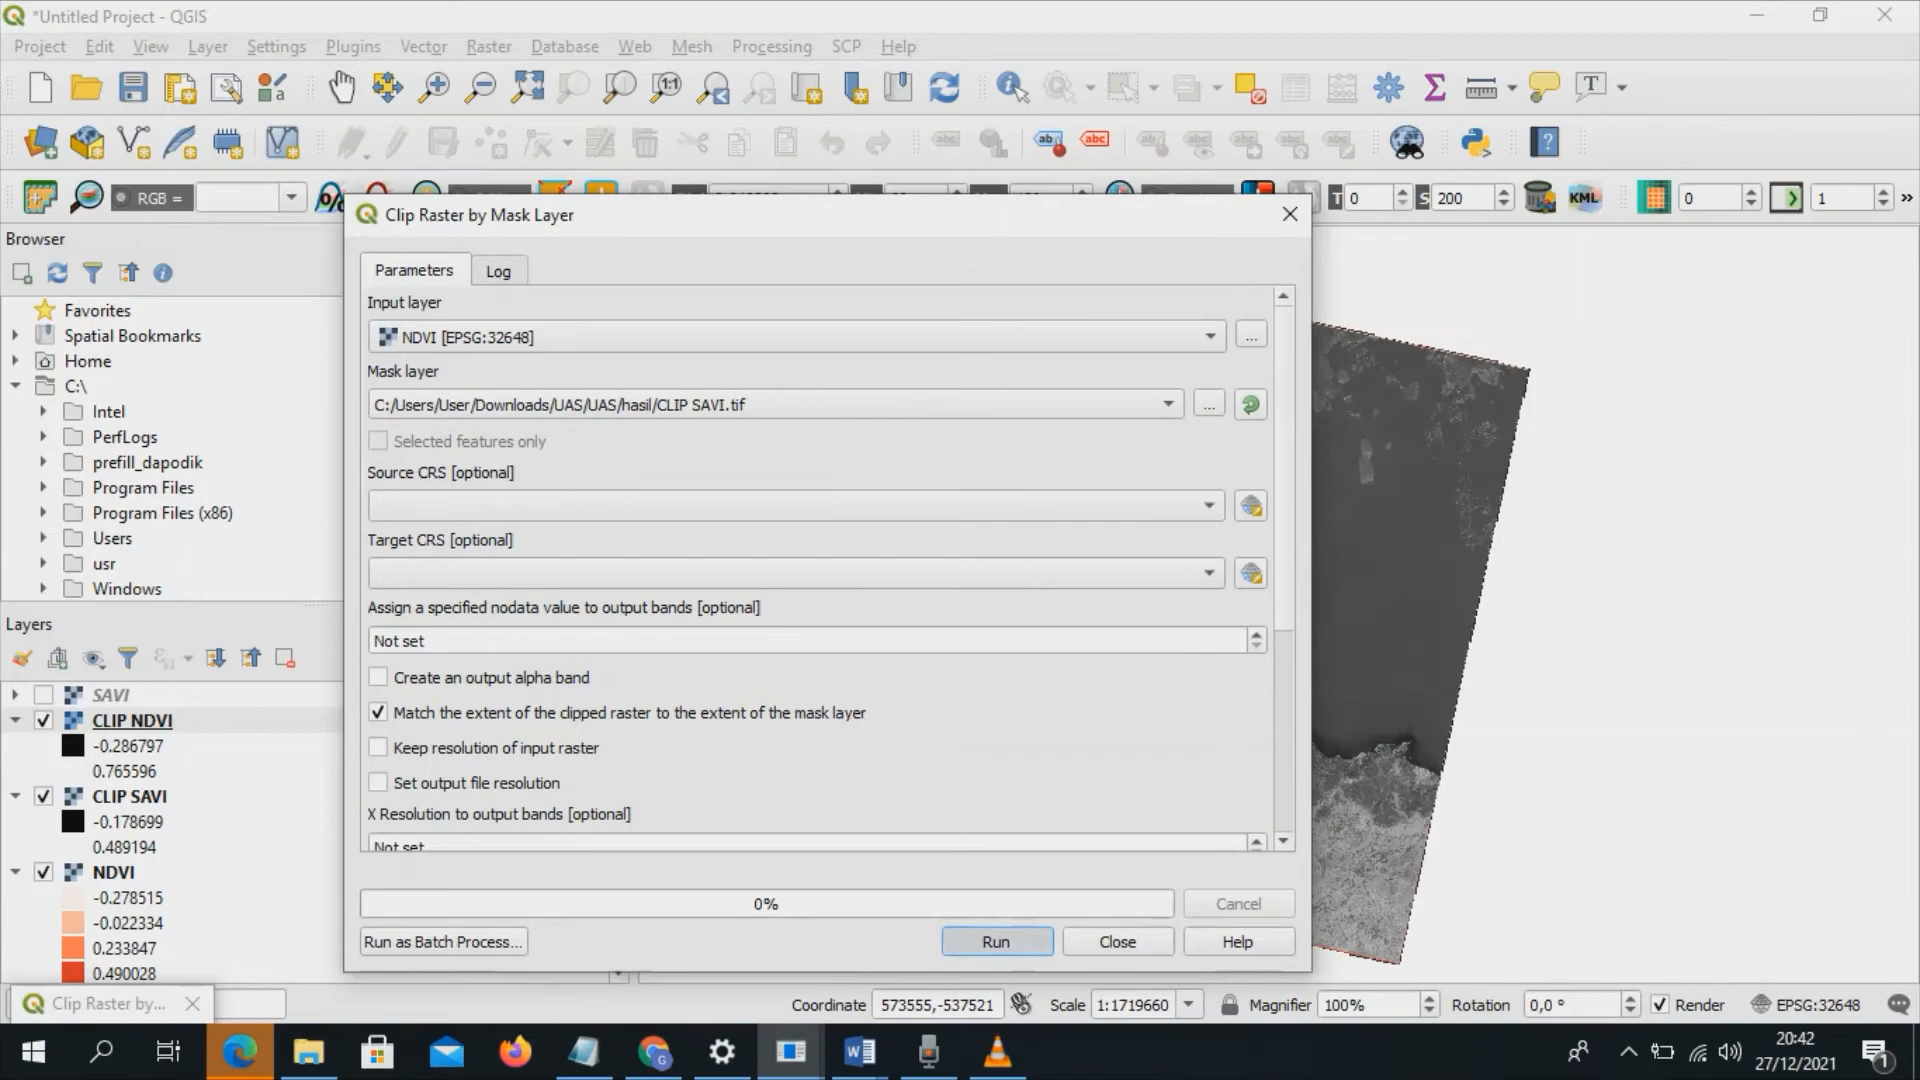 *Untitled Project - QGIS
Project Edit View Layer Settings Plugins Vector Raster Database Web Mesh Processing SCP Help
RGB =
T 0 S 200 KML 0 1 »
Clip Raster by Mask Layer
Browser
Parameters Log
Favorites
Spatial Bookmarks
Home
C:\
Intel
PerfLogs
prefill_dapodik
Program Files
Program Files (x86)
Users
usr
Windows
Input layer
NDVI [EPSG:32648]
...
Mask layer
C:/Users/User/Downloads/UAS/UAS/hasil/CLIP SAVI.tif
...
Selected features only
Source CRS [optional]
Target CRS [optional]
Assign a specified nodata value to output bands [optional]
Not set
Create an output alpha band
Match the extent of the clipped raster to the extent of the mask layer
Keep resolution of input raster
Set output file resolution
X Resolution to output bands [optional]
Not set
0%
Cancel
Run as Batch Process...
Run
Close
Help
Layers
SAVI
CLIP NDVI
-0.286797
0.765596
CLIP SAVI
-0.178699
0.489194
NDVI
-0.278515
-0.022334
0.233847
0.490028
Clip Raster by...
Coordinate 573555,-537521 Scale 1:1719660 Magnifier 100% Rotation 0,0 ° Render EPSG:32648
20:42
27/12/2021
1